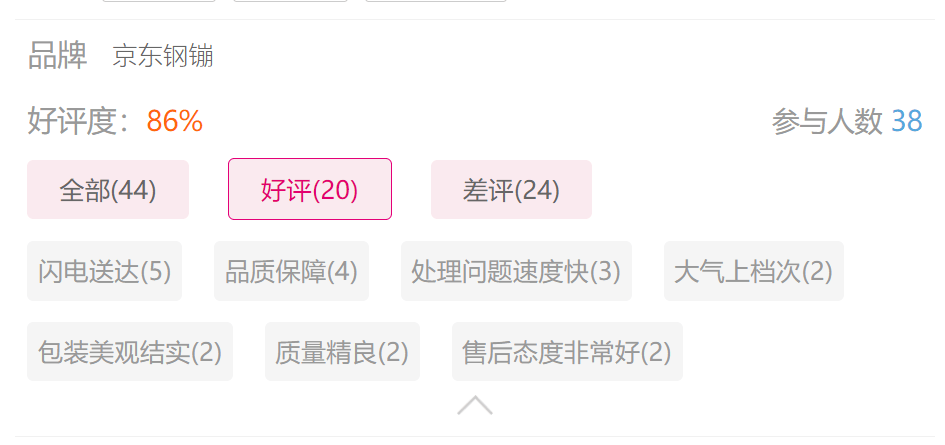 品牌 京东钢镚
好评度：86% 参与人数 38
全部(44) 好评(20) 差评(24)
闪电送达(5) 品质保障(4) 处理问题速度快(3) 大气上档次(2)
包装美观结实(2) 质量精良(2) 售后态度非常好(2)